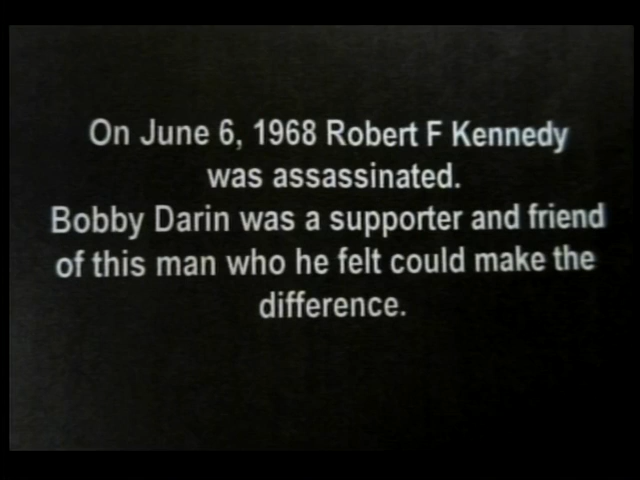 On June 6, 1968 Robert F Kennedy
was assassinated.
Bobby Darin was a supporter and friend
of this man who he felt could make the
difference.